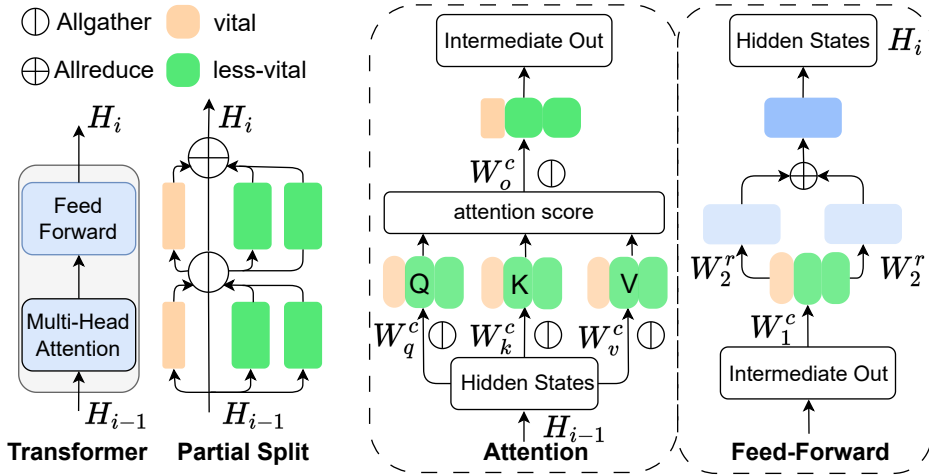 Allgather
vital
Allreduce
less-vital
H_i
Feed
Forward
Multi-Head
Attention
H_{i-1}
Transformer
H_i
H_{i-1}
Partial Split
Intermediate Out
W_o^c
attention score
Q
K
V
W_q^c
W_k^c
W_v^c
Hidden States
H_{i-1}
Attention
Hidden States
H_i
W_2^r
W_2^r
W_1^c
Intermediate Out
Feed-Forward